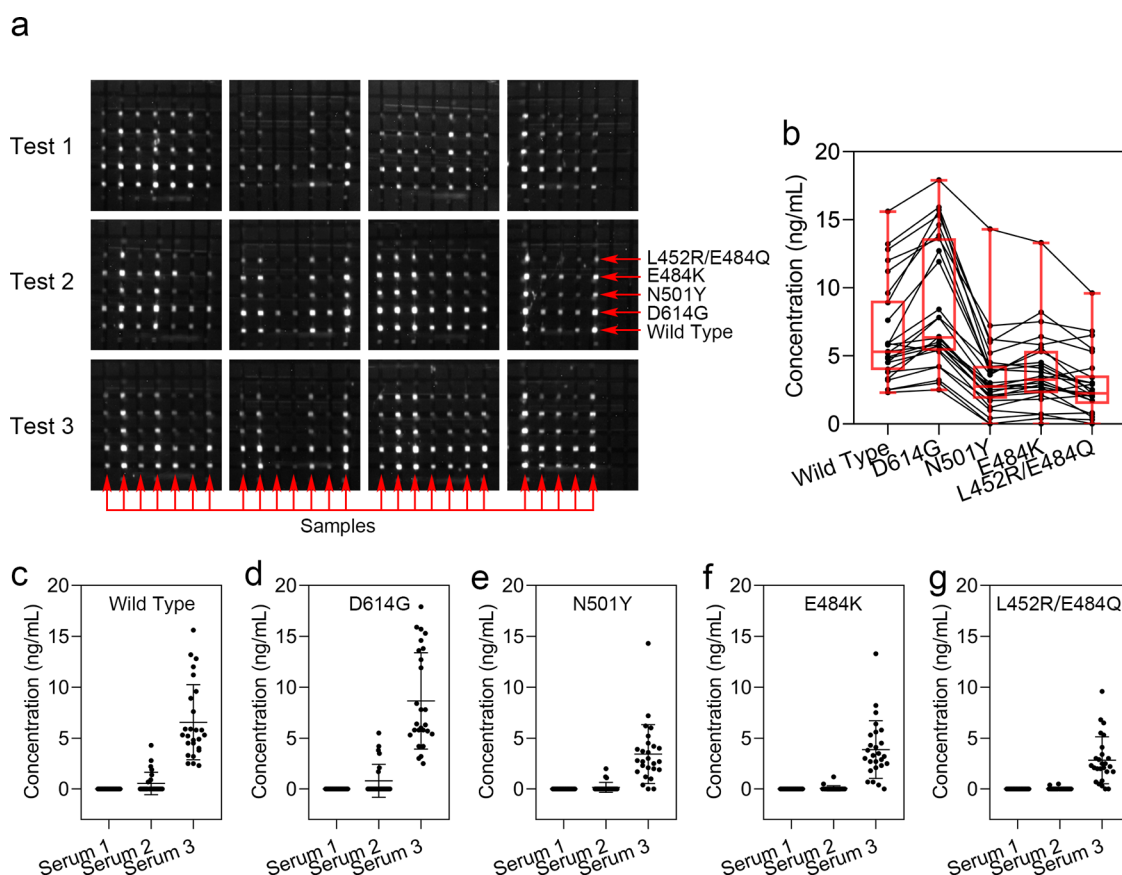 a
Test 1
Test 2
Test 3
L452R/E484Q
E484K
N501Y
D614G
Wild Type
Samples
b
Concentration (ng/mL)
20
15
10
5
0
Wild Type
D614G
N501Y
E484K
L452R/E484Q
c
Wild Type
Concentration (ng/mL)
20
15
10
5
0
Serum 1
Serum 2
Serum 3
d
D614G
Concentration (ng/mL)
20
15
10
5
0
Serum 1
Serum 2
Serum 3
e
N501Y
Concentration (ng/mL)
20
15
10
5
0
Serum 1
Serum 2
Serum 3
f
E484K
Concentration (ng/mL)
20
15
10
5
0
Serum 1
Serum 2
Serum 3
g
L452R/E484Q
Concentration (ng/mL)
20
15
10
5
0
Serum 1
Serum 2
Serum 3